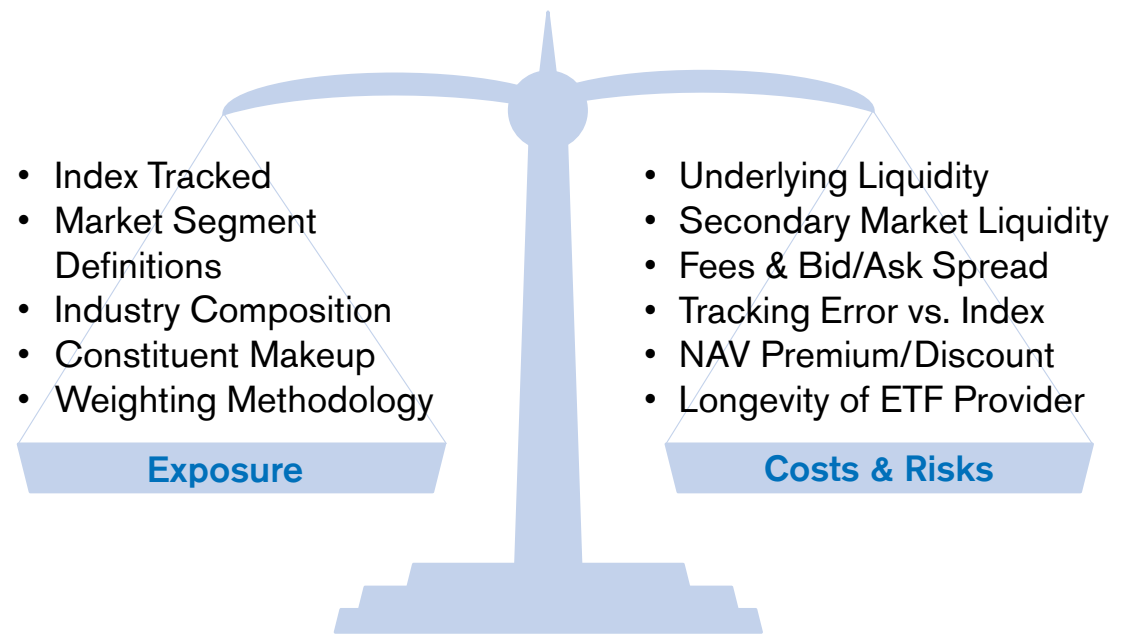 • Index Tracked
• Market Segment
Definitions
• Industry Composition
• Constituent Makeup
• Weighting Methodology
Exposure
• Underlying Liquidity
• Secondary Market Liquidity
• Fees & Bid/Ask Spread
• Tracking Error vs. Index
• NAV Premium/Discount
• Longevity of ETF Provider
Costs & Risks